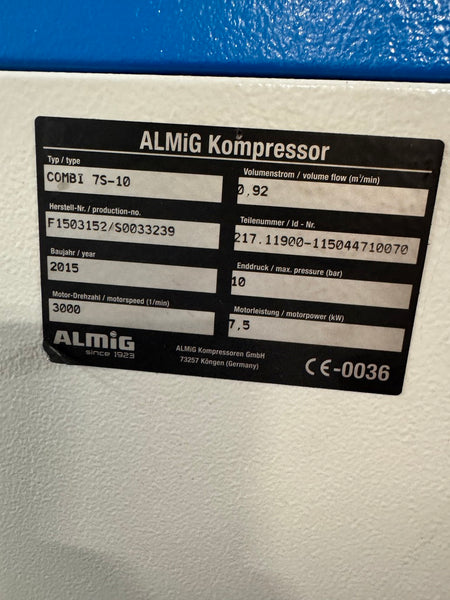 ALMiG Kompressor
Typ / type
COMBI 7S-10
Volumenstrom / volume flow (m³/min)
0,92
Herstell-Nr. / production-no.
F1503152/S0033239
Teilenummer / Id - Nr.
217.11900-115044710070
Baujahr / year
2015
Enddruck / max. pressure (bar)
10
Motor-Drehzahl / motorspeed (1/min)
3000
Motorleistung / motorpower (kW)
7,5
ALMiG
since 1923
ALMiG Kompressoren GmbH
73257 Köngen (Germany)
CE-0036